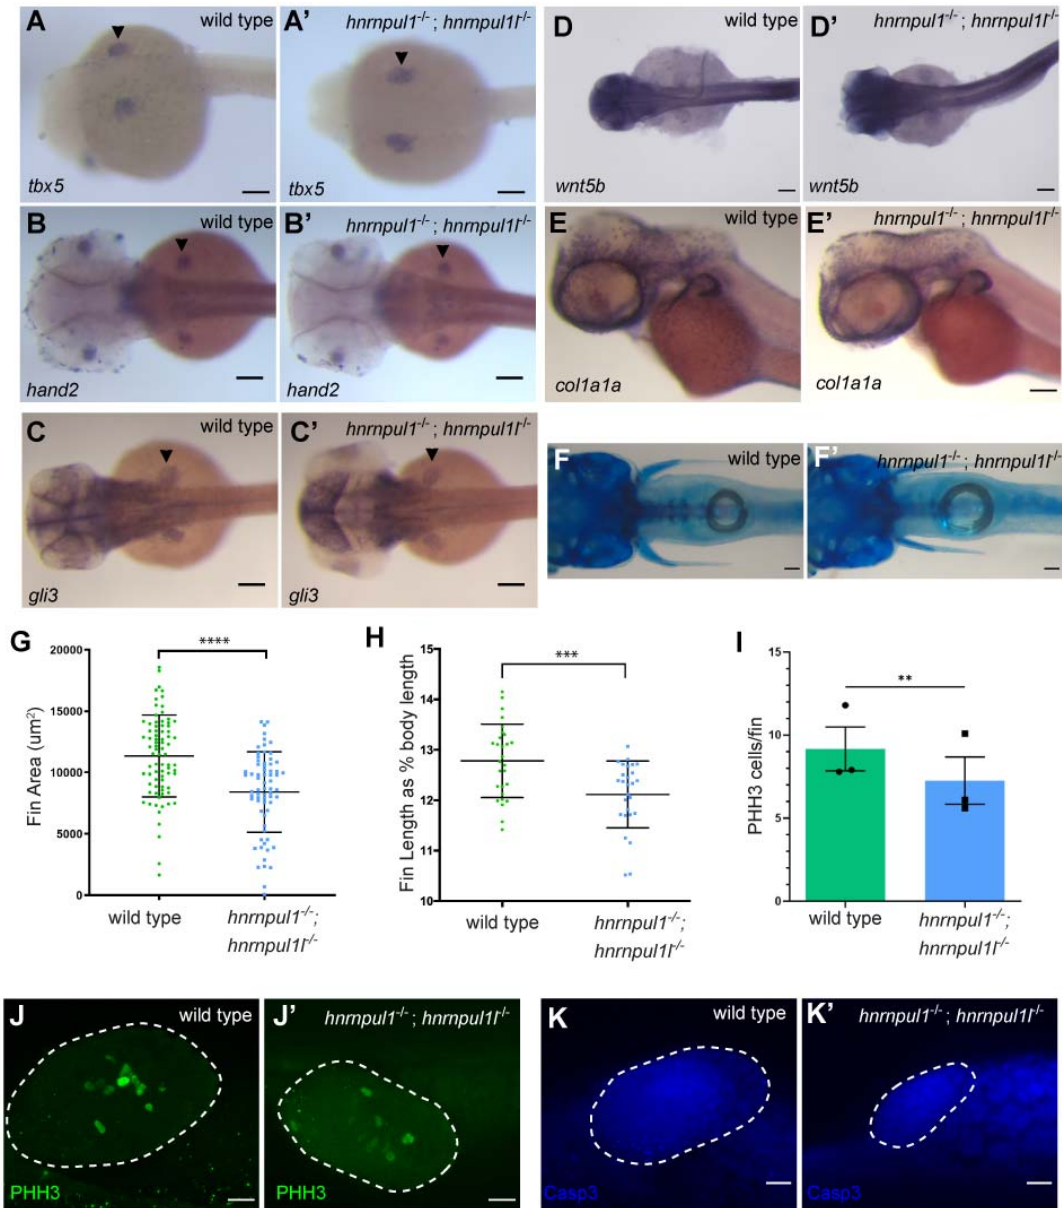 A wild type
A' hnrnpul1-/- ; hnrnpul1l-/-
D wild type
D' hnrnpul1-/- ; hnrnpul1l-/-
tbx5
tbx5
wnt5b
wnt5b
B wild type
B' hnrnpul1-/- ; hnrnpul1l-/-
E wild type
E' hnrnpul1-/- ; hnrnpul1l-/-
hand2
hand2
col1a1a
col1a1a
C wild type
C' hnrnpul1-/- ; hnrnpul1l-/-
F wild type
F' hnrnpul1-/- ; hnrnpul1l-/-
gli3
gli3
G
****
Fin Area (um²)
20000
15000
10000
5000
0
wild type
hnrnpul1-/-;
hnrnpul1l-/-
H
***
Fin Length as % body length
15
14
13
12
11
10
wild type
hnrnpul1-/-;
hnrnpul1l-/-
I
**
PHH3 cells/fin
15
10
5
0
wild type
hnrnpul1-/-;
hnrnpul1l-/-
J wild type
J' hnrnpul1-/- ; hnrnpul1l-/-
K wild type
K' hnrnpul1-/- ; hnrnpul1l-/-
PHH3
PHH3
Casp3
Casp3